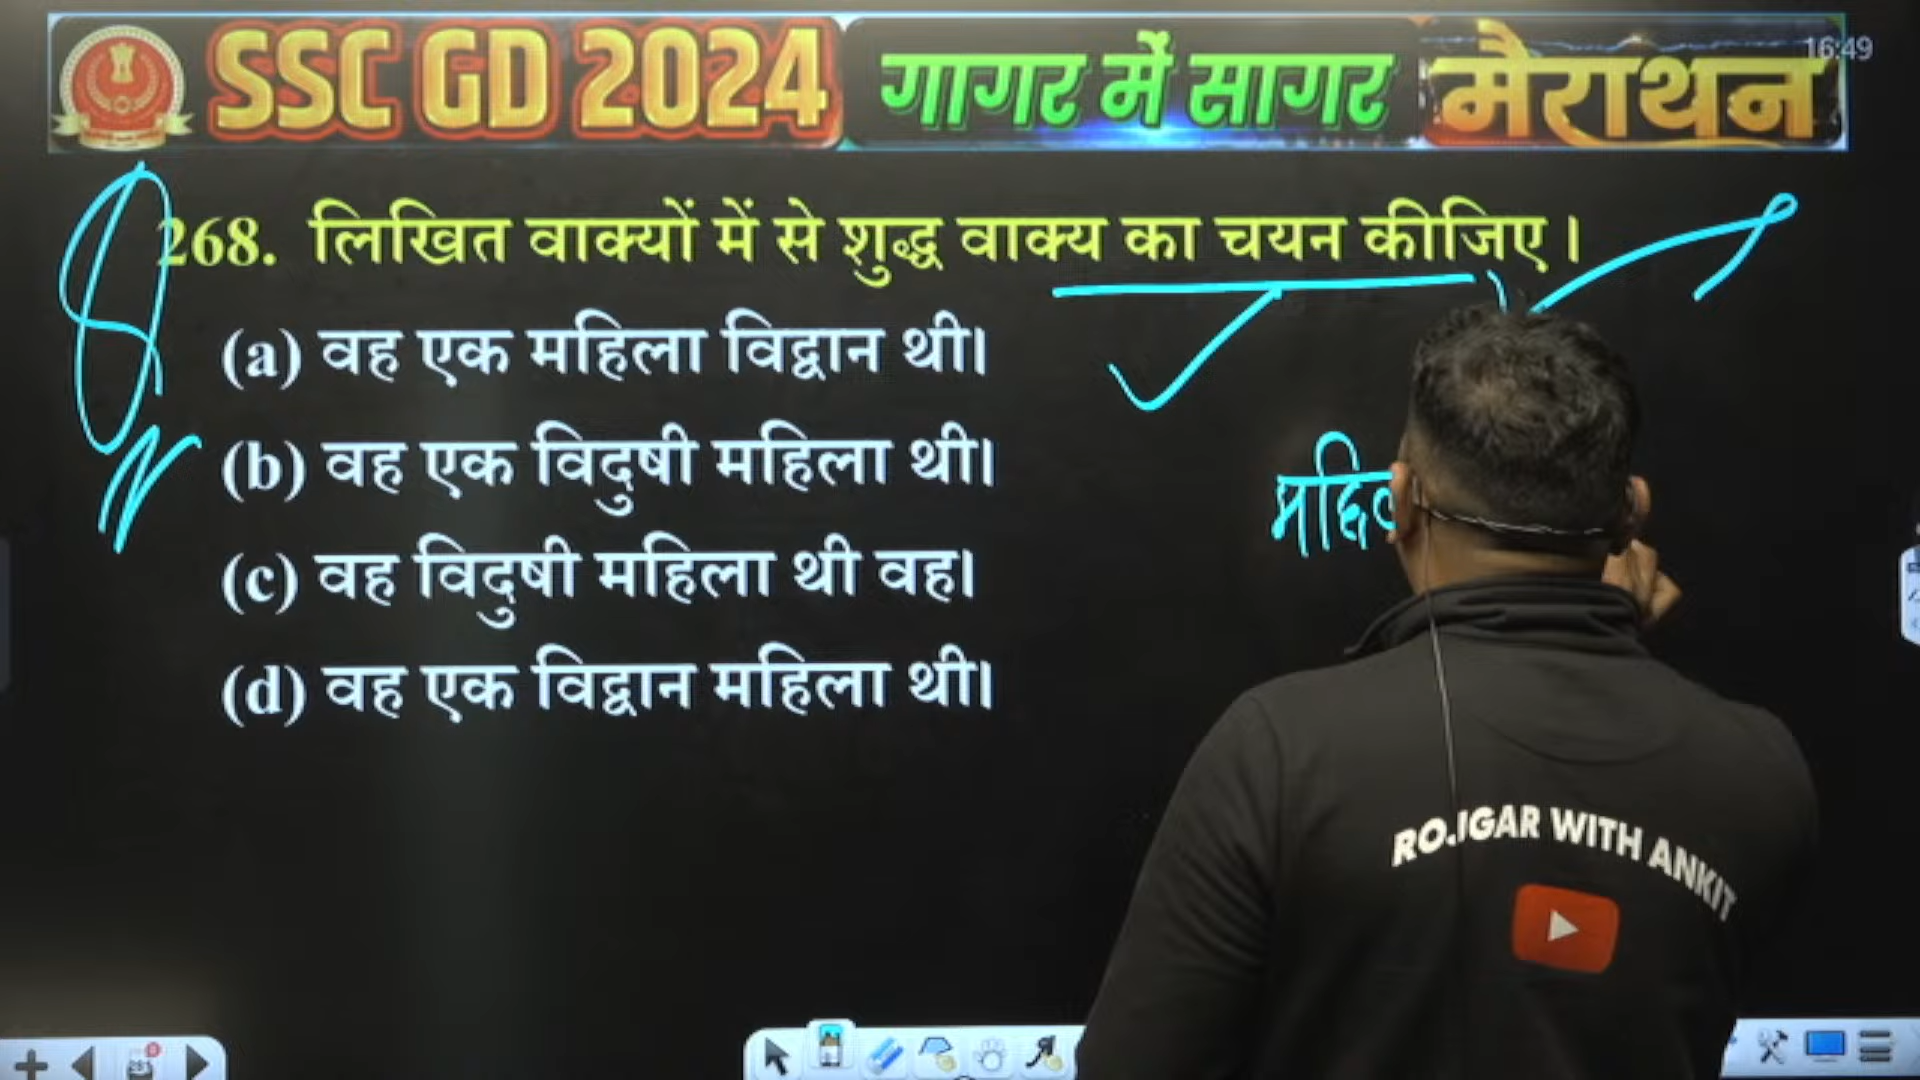 SSC GD 2024 गागर में सागर मैराथन
16:49
268. लिखित वाक्यों में से शुद्ध वाक्य का चयन कीजिए।
(a) वह एक महिला विद्वान थी।
(b) वह एक विदुषी महिला थी।
(c) वह विदुषी महिला थी वह।
(d) वह एक विद्वान महिला थी।
ROJGAR WITH ANKIT